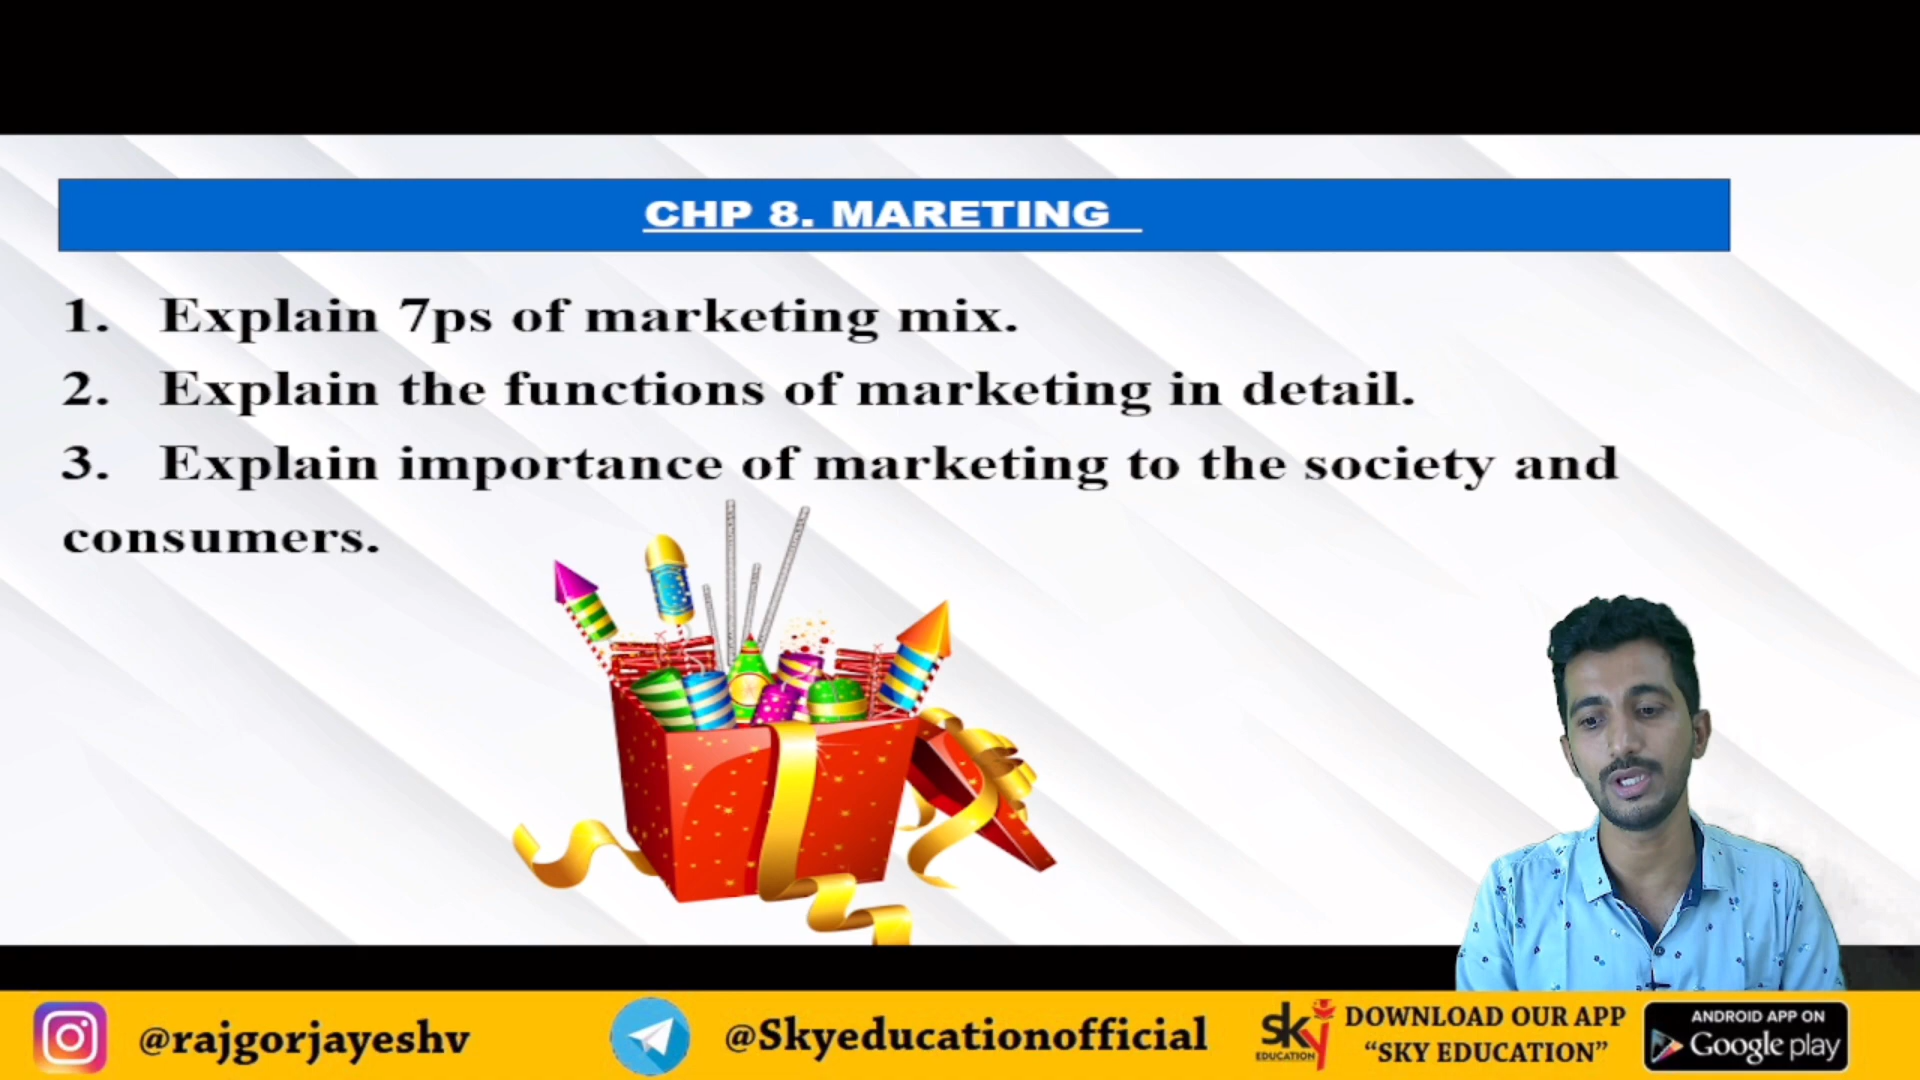 CHP 8. MARETING
1. Explain 7ps of marketing mix.
2. Explain the functions of marketing in detail.
3. Explain importance of marketing to the society and
consumers.
@rajgorjayeshv
@Skyeducationofficial
sky
EDUCATION
DOWNLOAD OUR APP
“SKY EDUCATION”
ANDROID APP ON
Google play